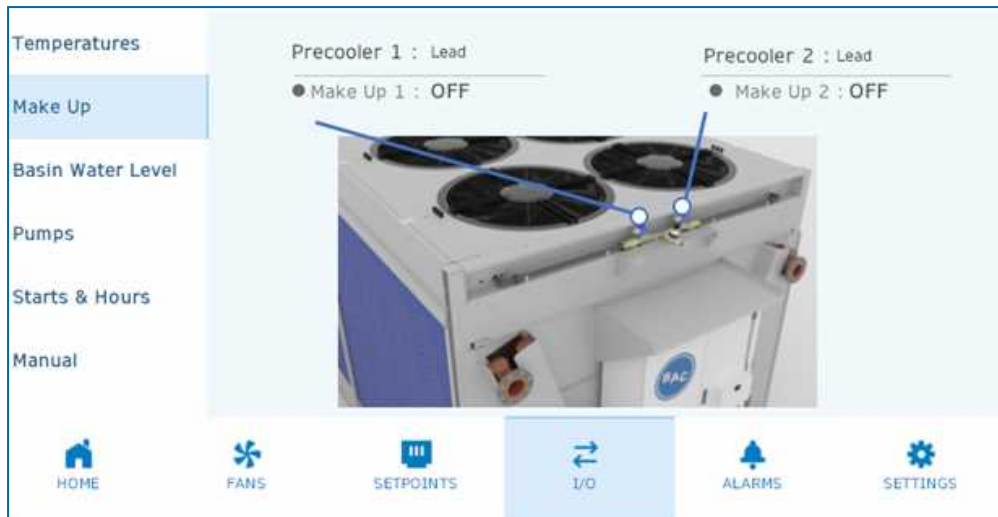 Temperatures
Make Up
Basin Water Level
Pumps
Starts & Hours
Manual
Precooler 1 : Lead
Make Up 1 : OFF
Precooler 2 : Lead
Make Up 2 : OFF
BAC
HOME
FANS
SETPOINTS
I/O
ALARMS
SETTINGS